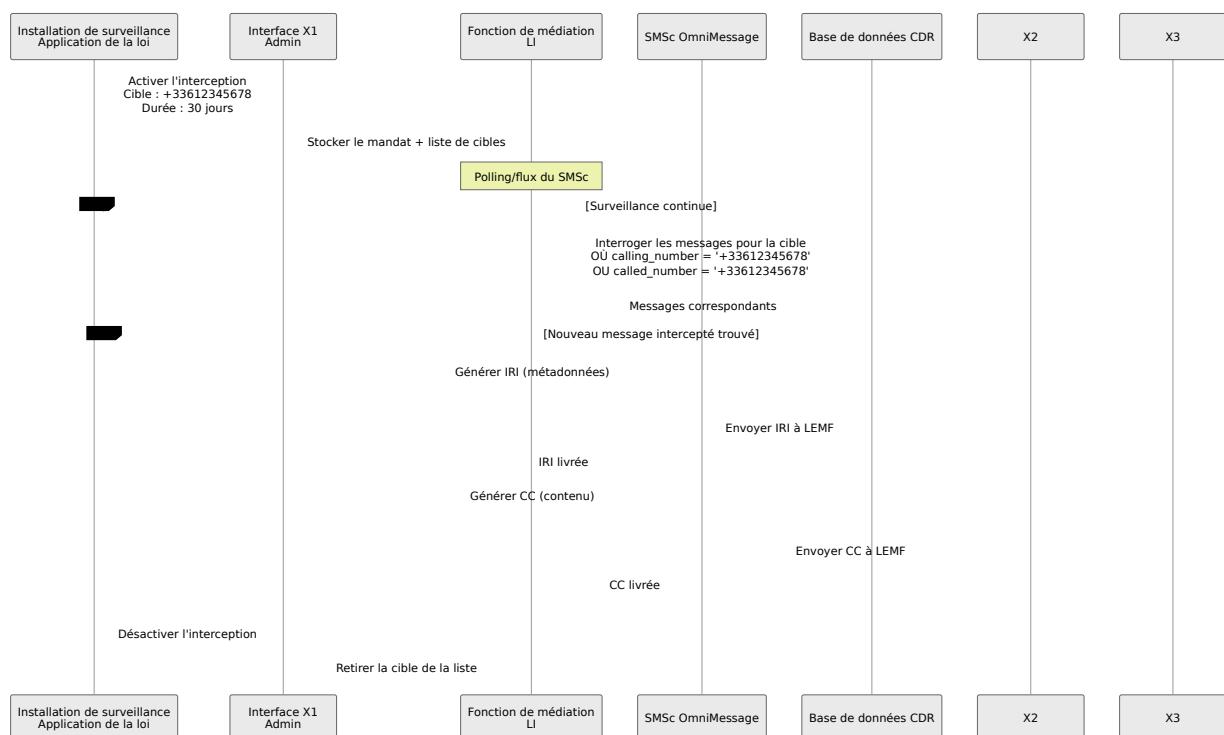 Installation de surveillance
Application de la loi
Interface X1
Admin
Fonction de médiation
LI
SMSc OmniMessage
Base de données CDR
X2
X3
Activer l'interception
Cible : +33612345678
Durée : 30 jours
Stocker le mandat + liste de cibles
Polling/flux du SMSc
[Surveillance continue]
Interroger les messages pour la cible
OÙ calling_number = '+33612345678'
OU called_number = '+33612345678'
Messages correspondants
[Nouveau message intercepté trouvé]
Générer IRI (métadonnées)
Envoyer IRI à LEMF
IRI livrée
Générer CC (contenu)
Envoyer CC à LEMF
CC livrée
Désactiver l'interception
Retirer la cible de la liste
Installation de surveillance
Application de la loi
Interface X1
Admin
Fonction de médiation
LI
SMSc OmniMessage
Base de données CDR
X2
X3